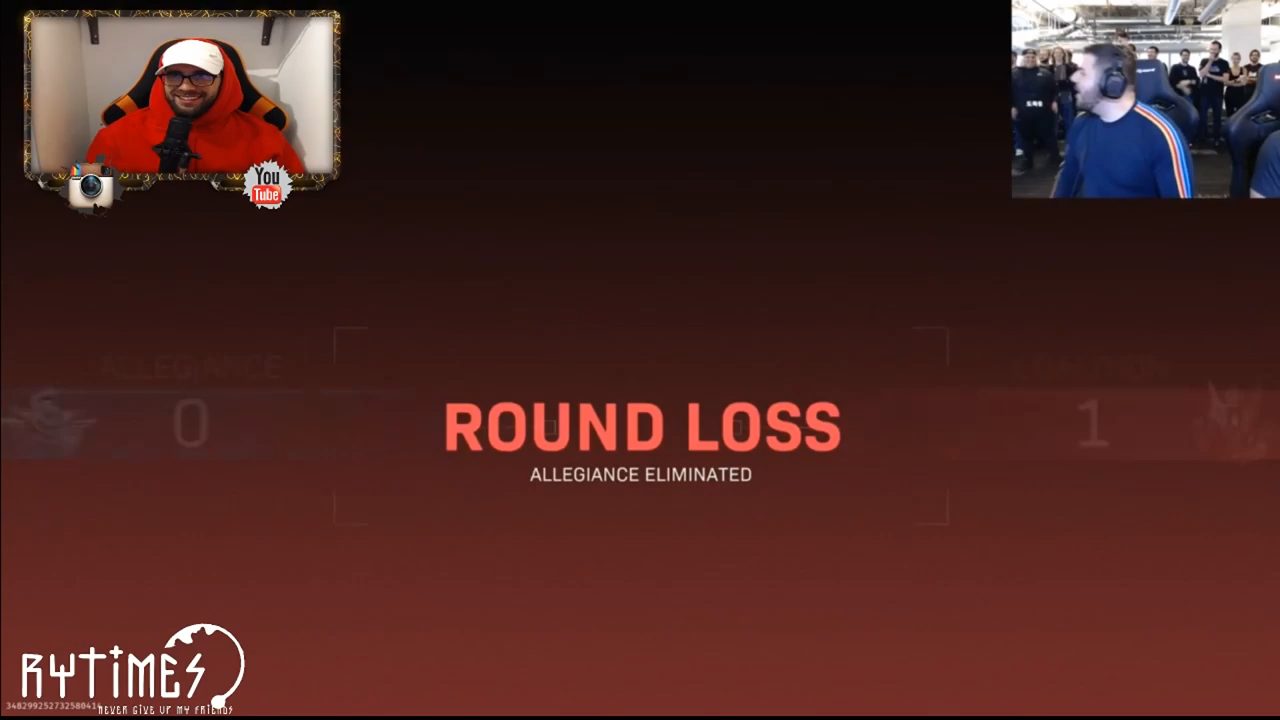 You
Tube
ALLEGIANCE
0
1
ROUND LOSS
ALLEGIANCE ELIMINATED
RYTIMES
NEVER GIVE UP MY FRIENDS